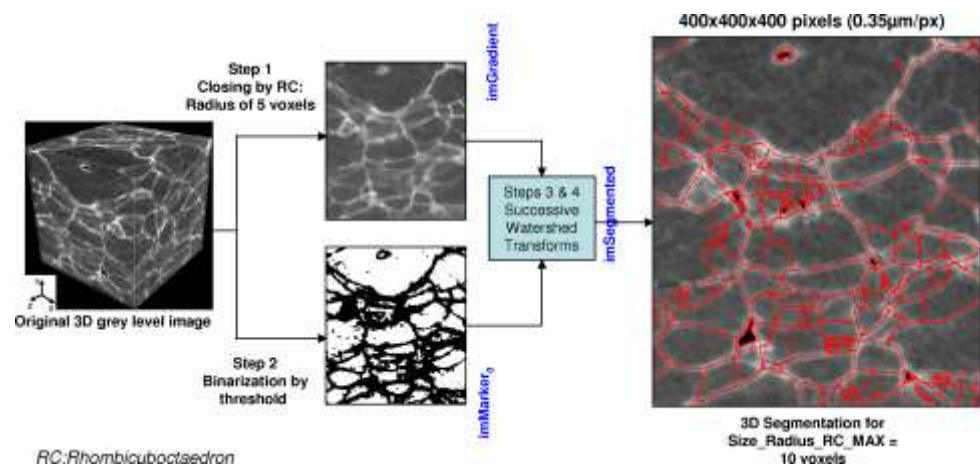 400x400x400 pixels (0.35µm/px)
Step 1
Closing by RC:
Radius of 5 voxels
imGradient
Original 3D grey level image
Steps 3 & 4
Successive
Watershed
Transforms
imSegmented
Step 2
Binarization by
threshold
imMarker0
3D Segmentation for
Size_Radius_RC_MAX =
10 voxels
RC:Rhombicuboctaedron